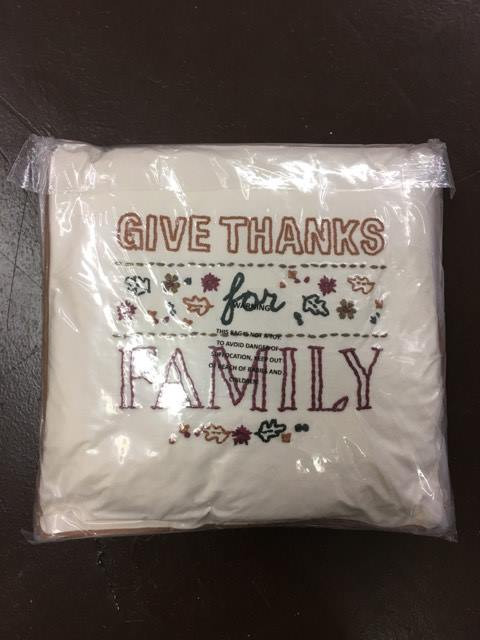 GIVE THANKS
for
WARNING
THIS BAG IS NOT A TOY
TO AVOID DANGER OF
SUFFOCATION, KEEP OUT
OF REACH OF BABIES AND
CHILDREN
FAMILY